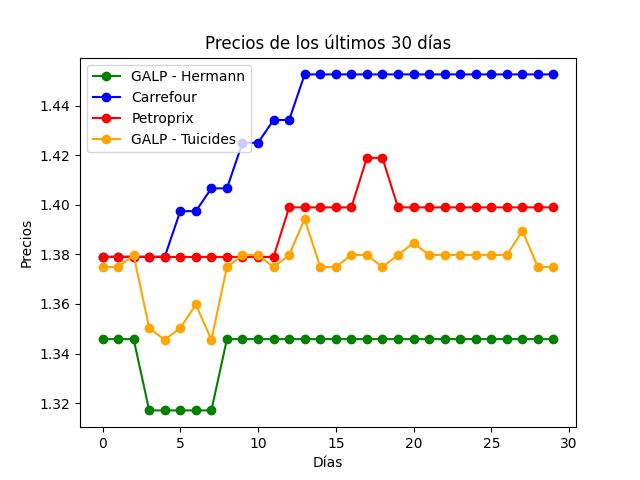 Precios de los últimos 30 días
GALP - Hermann
Carrefour
Petroprix
GALP - Tuicides
Precios
1.44
1.42
1.40
1.38
1.36
1.34
1.32
0 5 10 15 20 25 30
Días